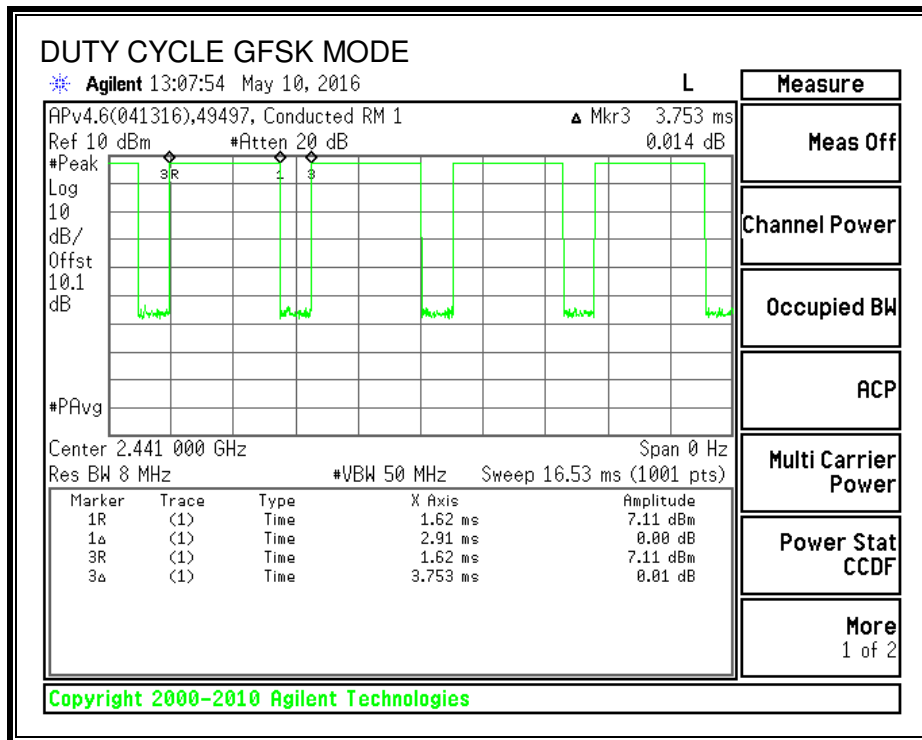 DUTY CYCLE GFSK MODE
Agilent 13:07:54 May 10, 2016 L
APv4.6(041316),49497, Conducted RM 1 Δ Mkr3 3.753 ms
Ref 10 dBm #Atten 20 dB 0.014 dB
#Peak
Log
10
dB/
Offst
10.1
dB
3R 1 3
#PAvg
Center 2.441 000 GHz Span 0 Hz
Res BW 8 MHz #VBW 50 MHz Sweep 16.53 ms (1001 pts)
Marker Trace Type X Axis Amplitude
1R (1) Time 1.62 ms 7.11 dBm
1Δ (1) Time 2.91 ms 0.00 dB
3R (1) Time 1.62 ms 7.11 dBm
3Δ (1) Time 3.753 ms 0.01 dB
Measure
Meas Off
Channel Power
Occupied BW
ACP
Multi Carrier
Power
Power Stat
CCDF
More
1 of 2
Copyright 2000-2010 Agilent Technologies